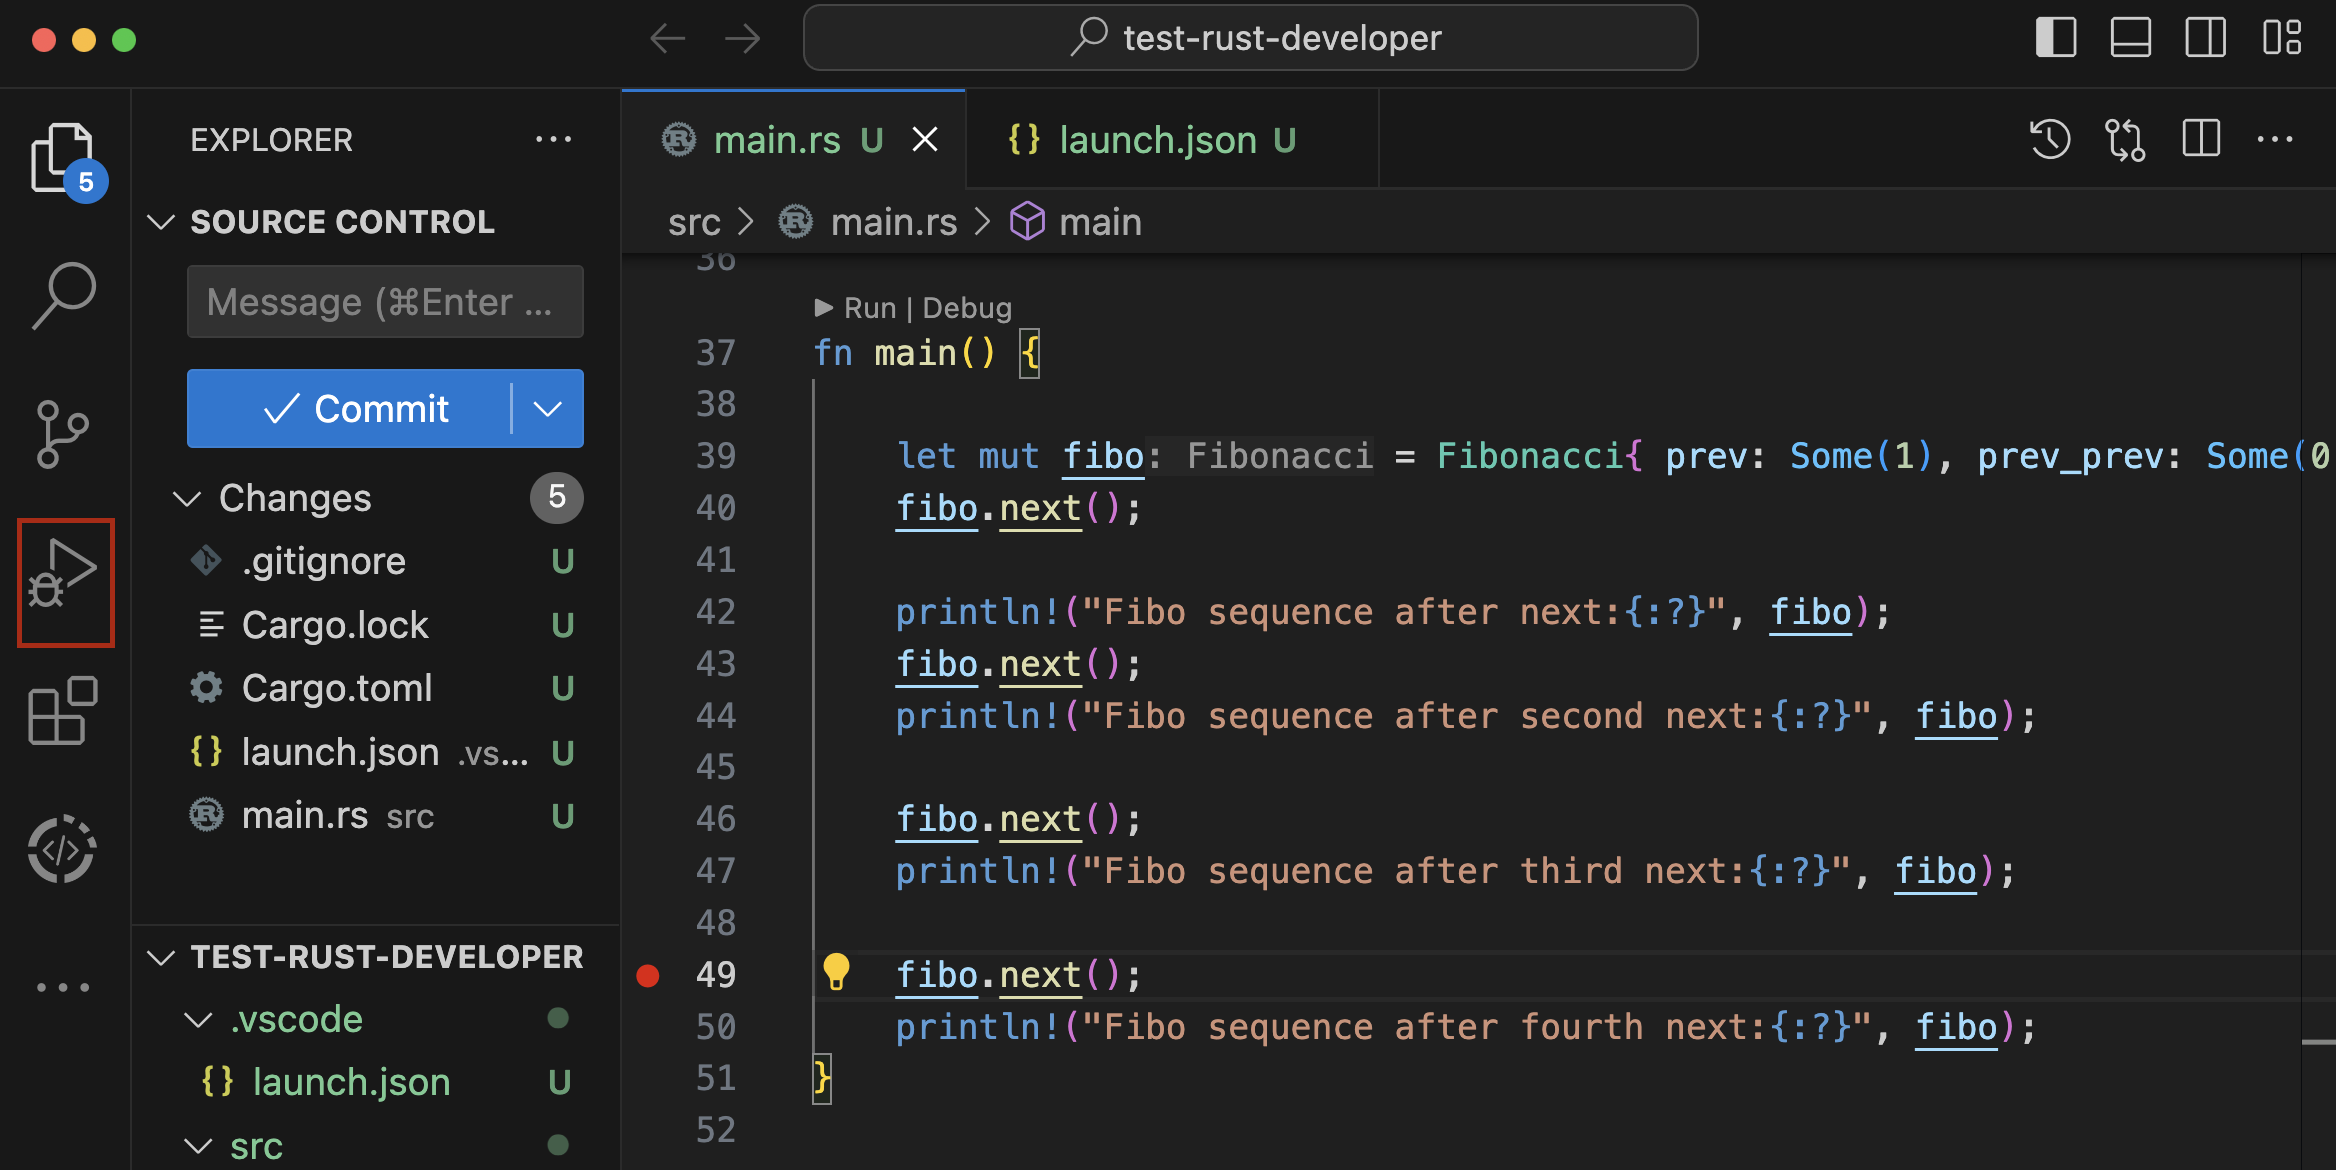 test-rust-developer
5
EXPLORER ...
SOURCE CONTROL
Message (⌘Enter ...
Commit
Changes 5
.gitignore U
Cargo.lock U
Cargo.toml U
{} launch.json .vs... U
main.rs src U
TEST-RUST-DEVELOPER
.vscode
{} launch.json U
src
main.rs U
{} launch.json U
src > main.rs > main
36
Run | Debug
37 fn main() {
38
39 let mut fibo: Fibonacci = Fibonacci{ prev: Some(1), prev_prev: Some(0
40 fibo.next();
41
42 println!("Fibo sequence after next:{:?}", fibo);
43 fibo.next();
44 println!("Fibo sequence after second next:{:?}", fibo);
45
46 fibo.next();
47 println!("Fibo sequence after third next:{:?}", fibo);
48
49 fibo.next();
50 println!("Fibo sequence after fourth next:{:?}", fibo);
51 }
52